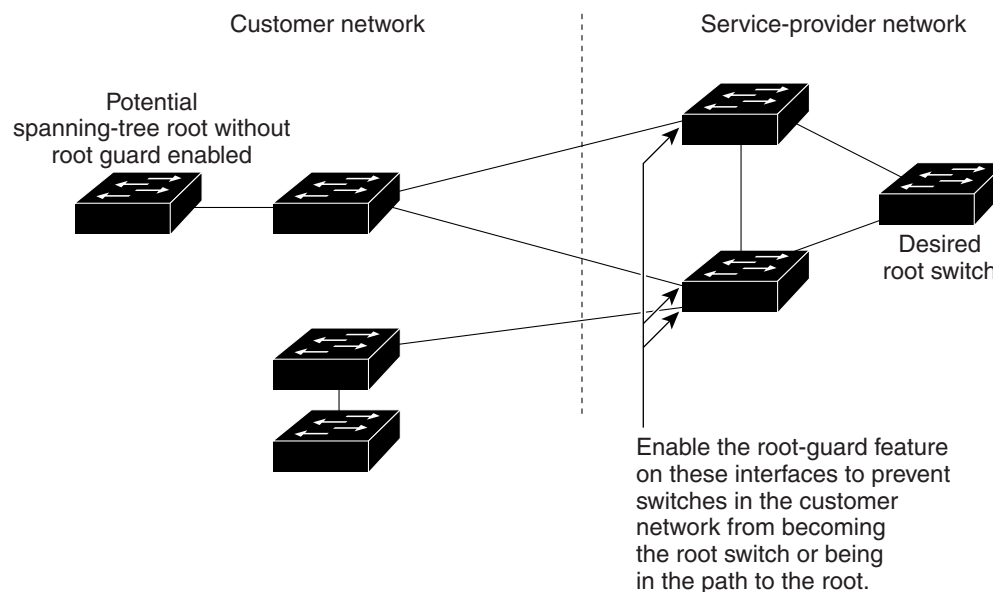 Customer network
Service-provider network
Potential
spanning-tree root without
root guard enabled
Desired
root switch
Enable the root-guard feature
on these interfaces to prevent
switches in the customer
network from becoming
the root switch or being
in the path to the root.